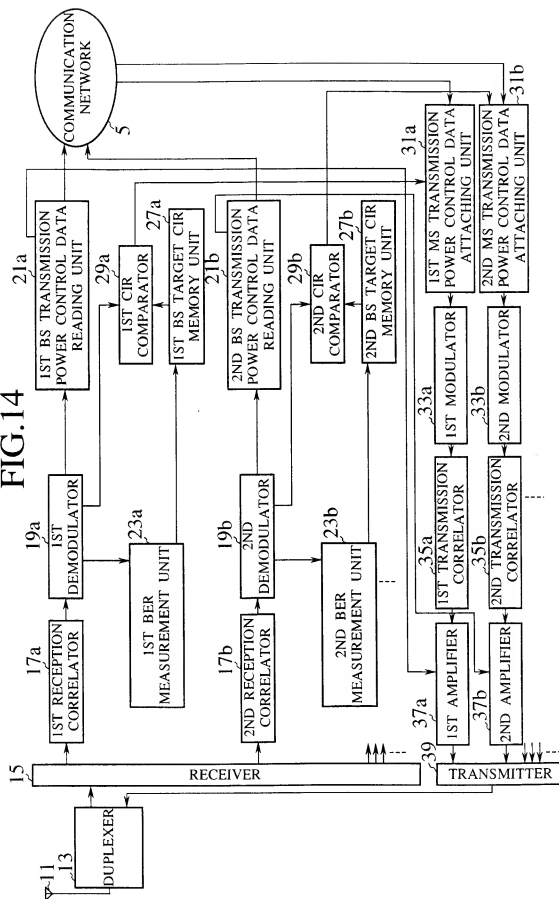 FIG.14
11
13
DUPLEXER
15
RECEIVER
17a
1ST RECEPTION
CORRELATOR
19a
1ST
DEMODULATOR
21a
1ST BS TRANSMISSION
POWER CONTROL DATA
READING UNIT
COMMUNICATION
NETWORK
5
23a
1ST BER
MEASUREMENT UNIT
29a
1ST CIR
COMPARATOR
27a
1ST BS TARGET CIR
MEMORY UNIT
17b
2ND RECEPTION
CORRELATOR
19b
2ND
DEMODULATOR
21b
2ND BS TRANSMISSION
POWER CONTROL DATA
READING UNIT
23b
2ND BER
MEASUREMENT UNIT
29b
2ND CIR
COMPARATOR
27b
2ND BS TARGET CIR
MEMORY UNIT
39
TRANSMITTER
37a
1ST AMPLIFIER
35a
1ST TRANSMISSION
CORRELATOR
33a
1ST MODULATOR
31a
1ST MS TRANSMISSION
POWER CONTROL DATA
ATTACHING UNIT
37b
2ND AMPLIFIER
35b
2ND TRANSMISSION
CORRELATOR
33b
2ND MODULATOR
31b
2ND MS TRANSMISSION
POWER CONTROL DATA
ATTACHING UNIT